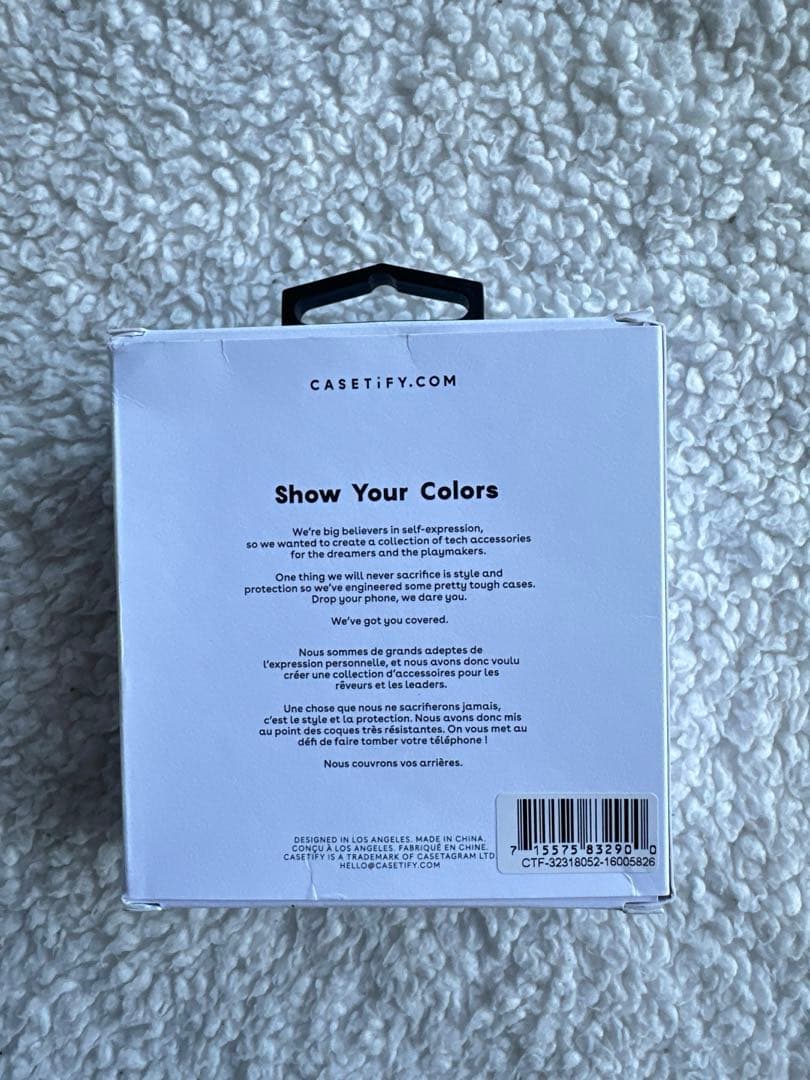 CASETiFY.COM
Show Your Colors
We're big believers in self-expression,
so we wanted to create a collection of tech accessories
for the dreamers and the playmakers.
One thing we will never sacrifice is style and
protection so we've engineered some pretty tough cases.
Drop your phone, we dare you.
We've got you covered.
Nous sommes de grands adeptes de
l'expression personnelle, et nous avons donc voulu
créer une collection d'accessoires pour les
rêveurs et les leaders.
Une chose que nous ne sacrifierons jamais,
c'est le style et la protection. Nous avons donc mis
au point des coques très résistantes. On vous met au
défi de faire tomber votre téléphone !
Nous couvrons vos arrières.
DESIGNED IN LOS ANGELES. MADE IN CHINA.
CONÇU À LOS ANGELES. FABRIQUÉ EN CHINE.
CASETIFY IS A TRADEMARK OF CASETAGRAM LTD.
HELLO@CASETIFY.COM
7 15575 83290 0
CTF-32318052-16005826